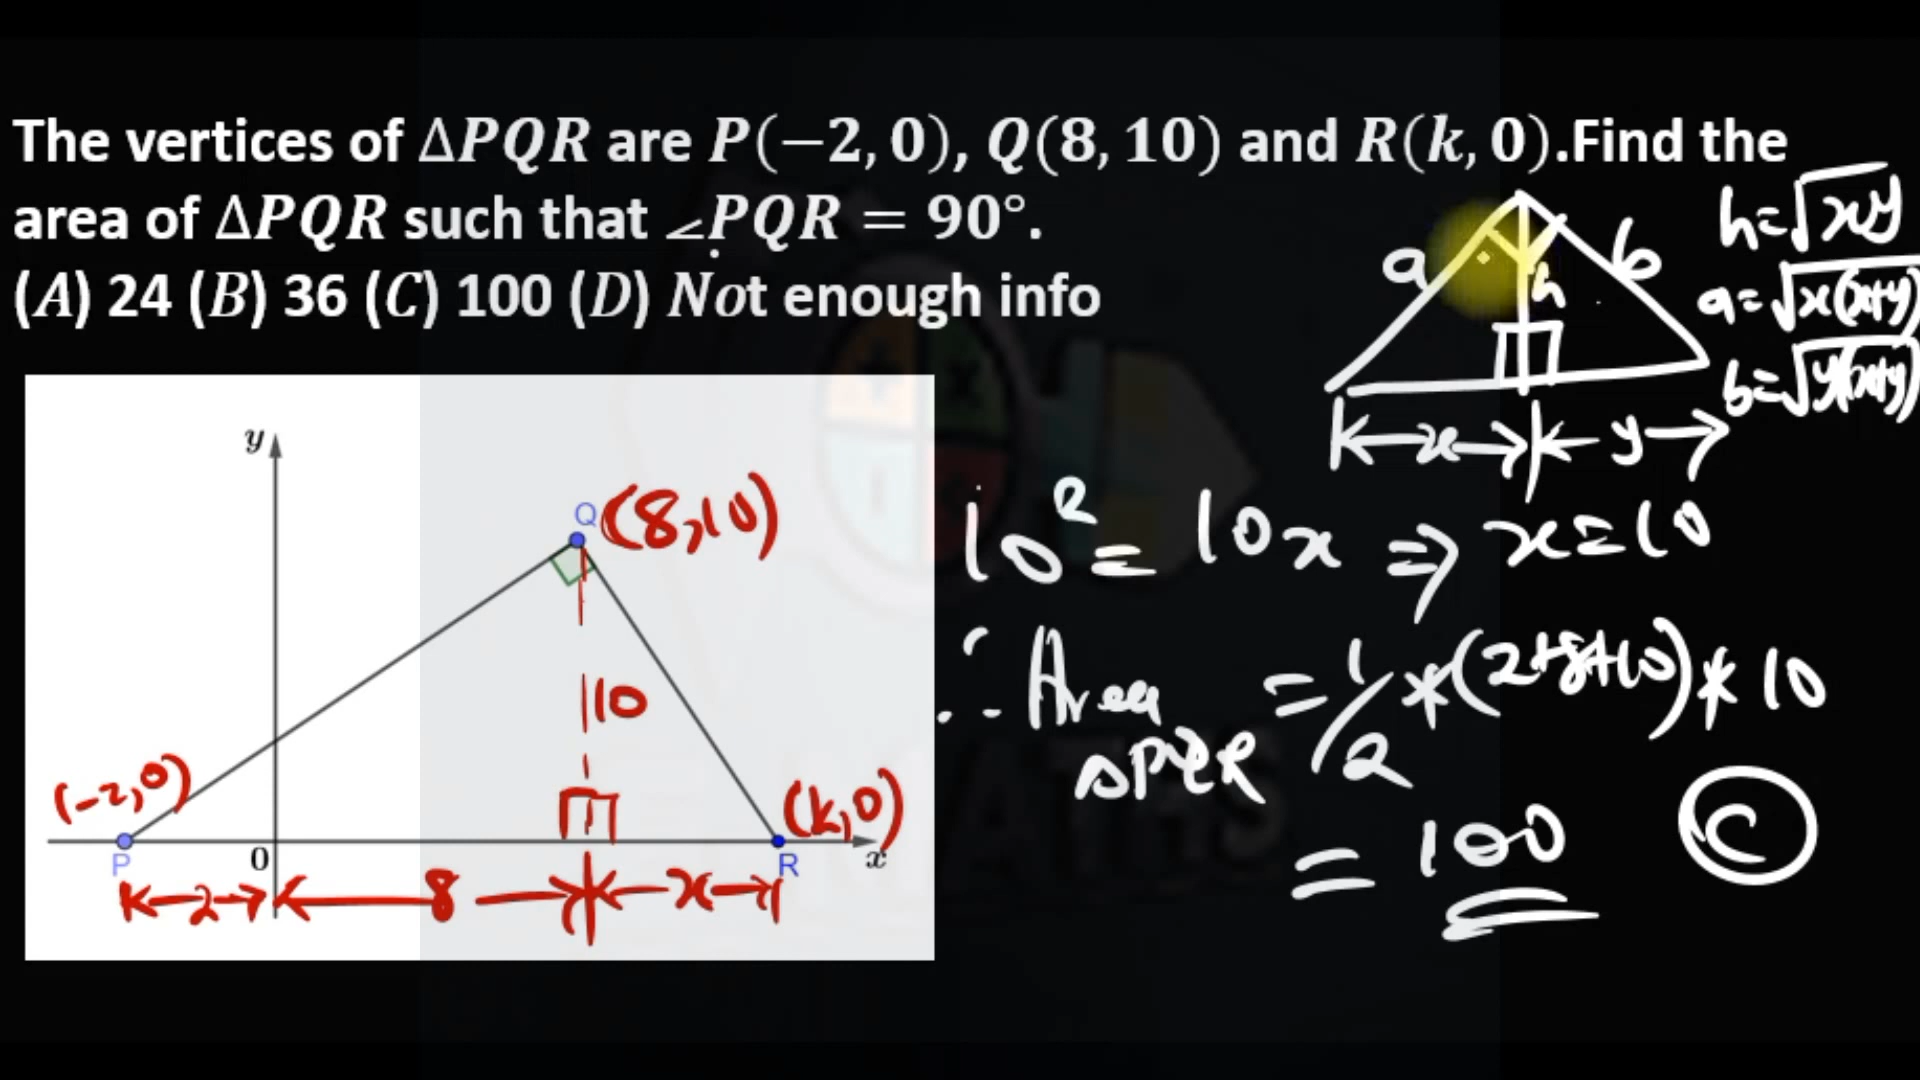 The vertices of ΔPQR are P(−2, 0), Q(8, 10) and R(k, 0).Find the
area of ΔPQR such that ∠PQR = 90°.
(A) 24 (B) 36 (C) 100 (D) Not enough info
h=√xy
a=√x(x+y)
b=√y(x+y)
a
b
h
x
y
y
Q
(8,10)
10
(-2,0)
(k,0)
P
0
R
x
2
8
x
10²=10x⇒x=10
∴ Area ΔPQR = 1/2*(2+8+10)*10
= 100
C